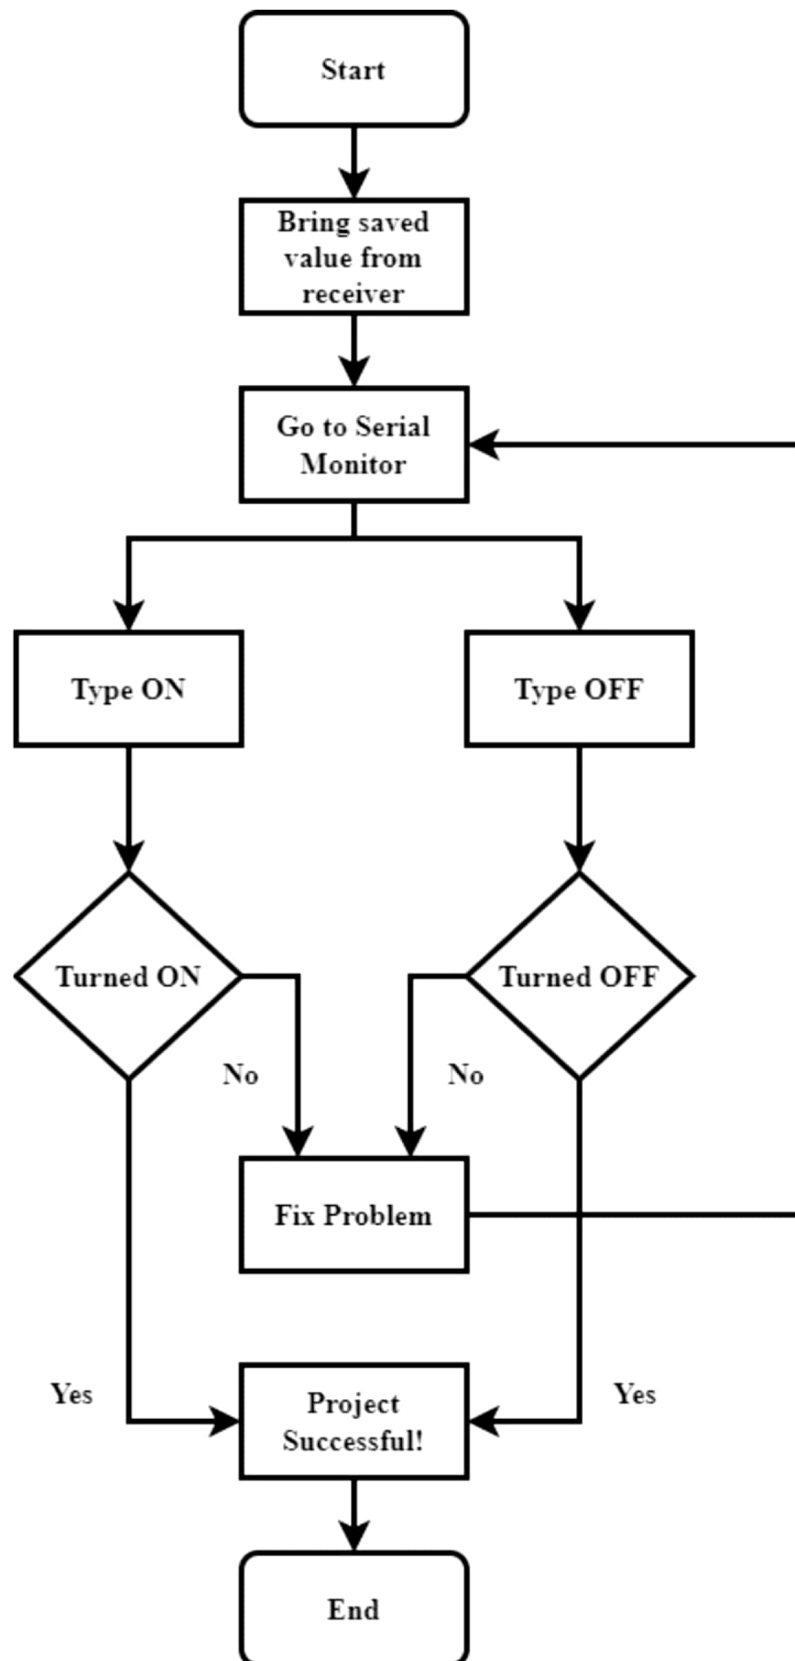 Start
Bring saved
value from
receiver
Go to Serial
Monitor
Type ON
Type OFF
Turned ON
Turned OFF
No
No
Fix Problem
Yes
Project
Successful!
Yes
End